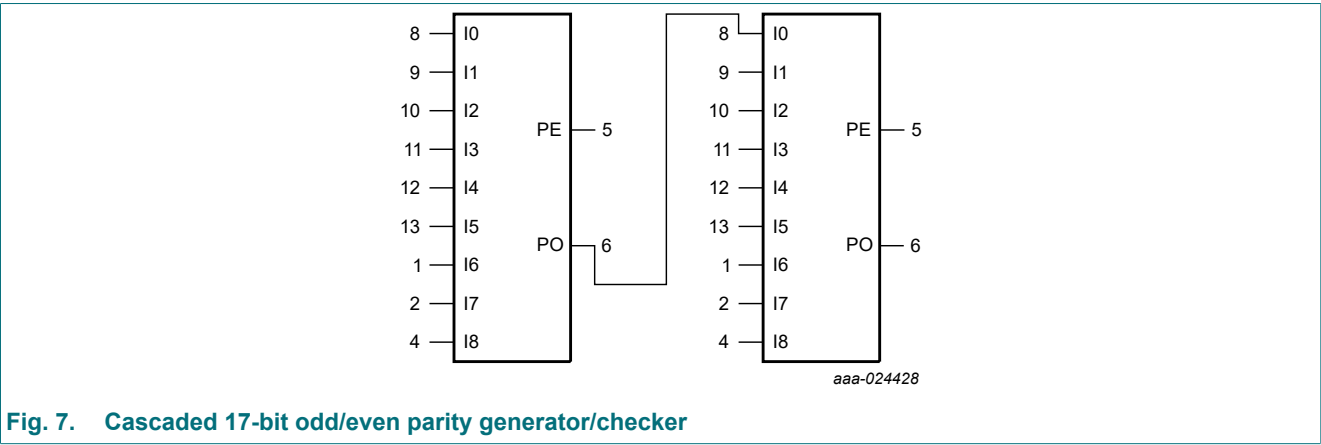 8 I0 8 I0
9 I1 9 I1
10 I2 10 I2
PE 5 PE 5
11 I3 11 I3
12 I4 12 I4
13 I5 13 I5
PO 6 PO 6
1 I6 1 I6
2 I7 2 I7
4 I8 4 I8
aaa-024428
Fig. 7. Cascaded 17-bit odd/even parity generator/checker